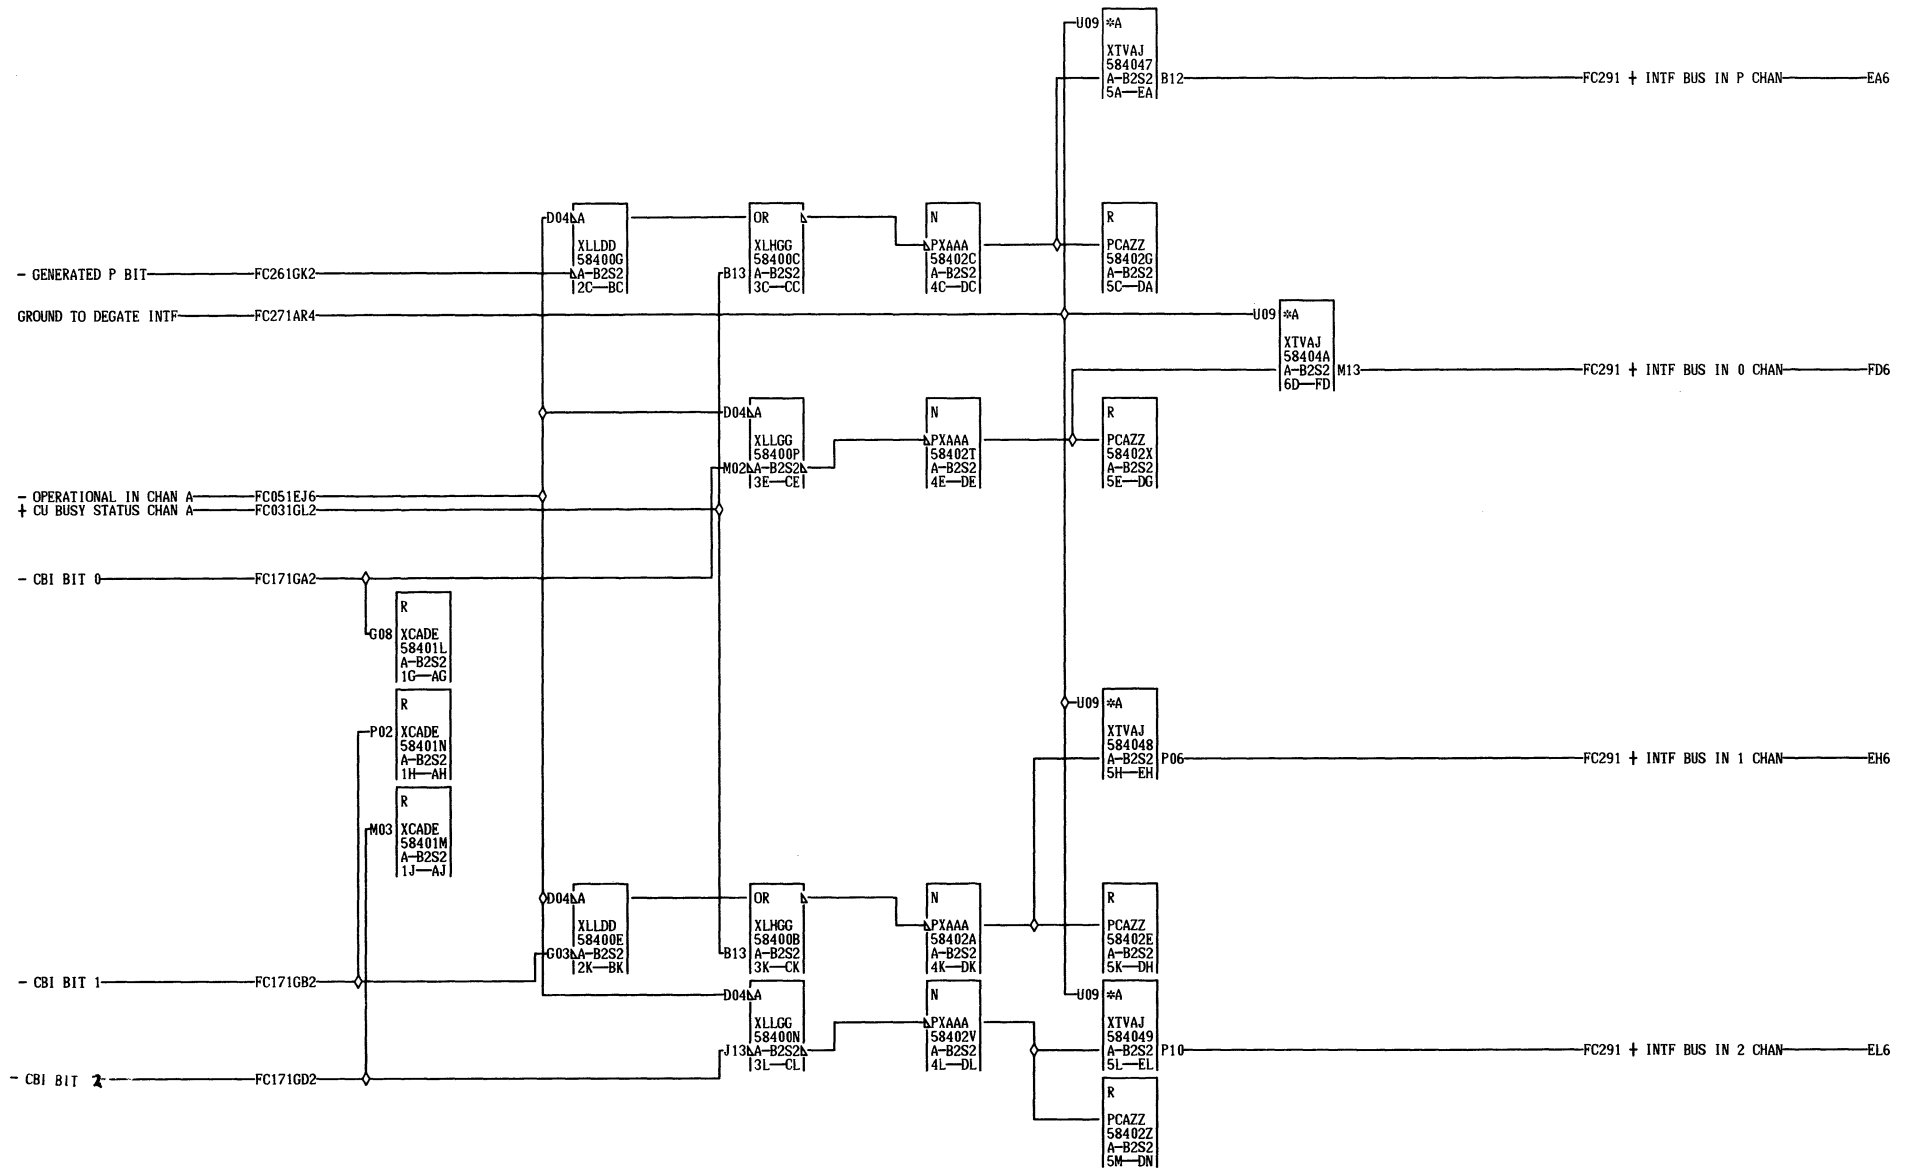 U09 *A
XTVAJ
584047
A-B2S2 B12 FC291 + INTF BUS IN P CHAN EA6
5A—EA
D04 A OR N R
XLLDD XLHGG PXAAA PCAZZ
58400G 58400C 58402C 58402G
- GENERATED P BIT FC261GK2 A-B2S2 B13 A-B2S2 A-B2S2 A-B2S2
2C—BC 3C—CC 4C—DC 5C—DA
GROUND TO DEGATE INTF FC271AR4 U09 *A
XTVAJ
58404A
A-B2S2 M13 FC291 + INTF BUS IN 0 CHAN FD6
6D—FD
D04 A N R
XLLGG PXAAA PCAZZ
58400P 58402T 58402X
M02 A-B2S2 A-B2S2 A-B2S2
3E—CE 4E—DE 5E—DG
- OPERATIONAL IN CHAN A FC051EJ6
+ CU BUSY STATUS CHAN A FC031GL2
- CBI BIT 0 FC171GA2
R
G08 XCADE
58401L
A-B2S2
1G—AG
R U09 *A
P02 XCADE XTVAJ
58401N 584048
A-B2S2 A-B2S2 P06 FC291 + INTF BUS IN 1 CHAN EH6
1H—AH 5H—EH
R
M03 XCADE
58401M
A-B2S2
1J—AJ
D04 A OR N R
XLLDD XLHGG PXAAA PCAZZ
58400E 58400B 58402A 58402E
G03 A-B2S2 B13 A-B2S2 A-B2S2 A-B2S2
2K—BK 3K—CK 4K—DK 5K—DH
- CBI BIT 1 FC171GB2
D04 A N U09 *A
XLLGG PXAAA XTVAJ
58400N 58402V 584049
J13 A-B2S2 A-B2S2 A-B2S2 P10 FC291 + INTF BUS IN 2 CHAN EL6
3L—CL 4L—DL 5L—EL
- CBI BIT 2 FC171GD2
R
PCAZZ
58402Z
A-B2S2
5M—DN